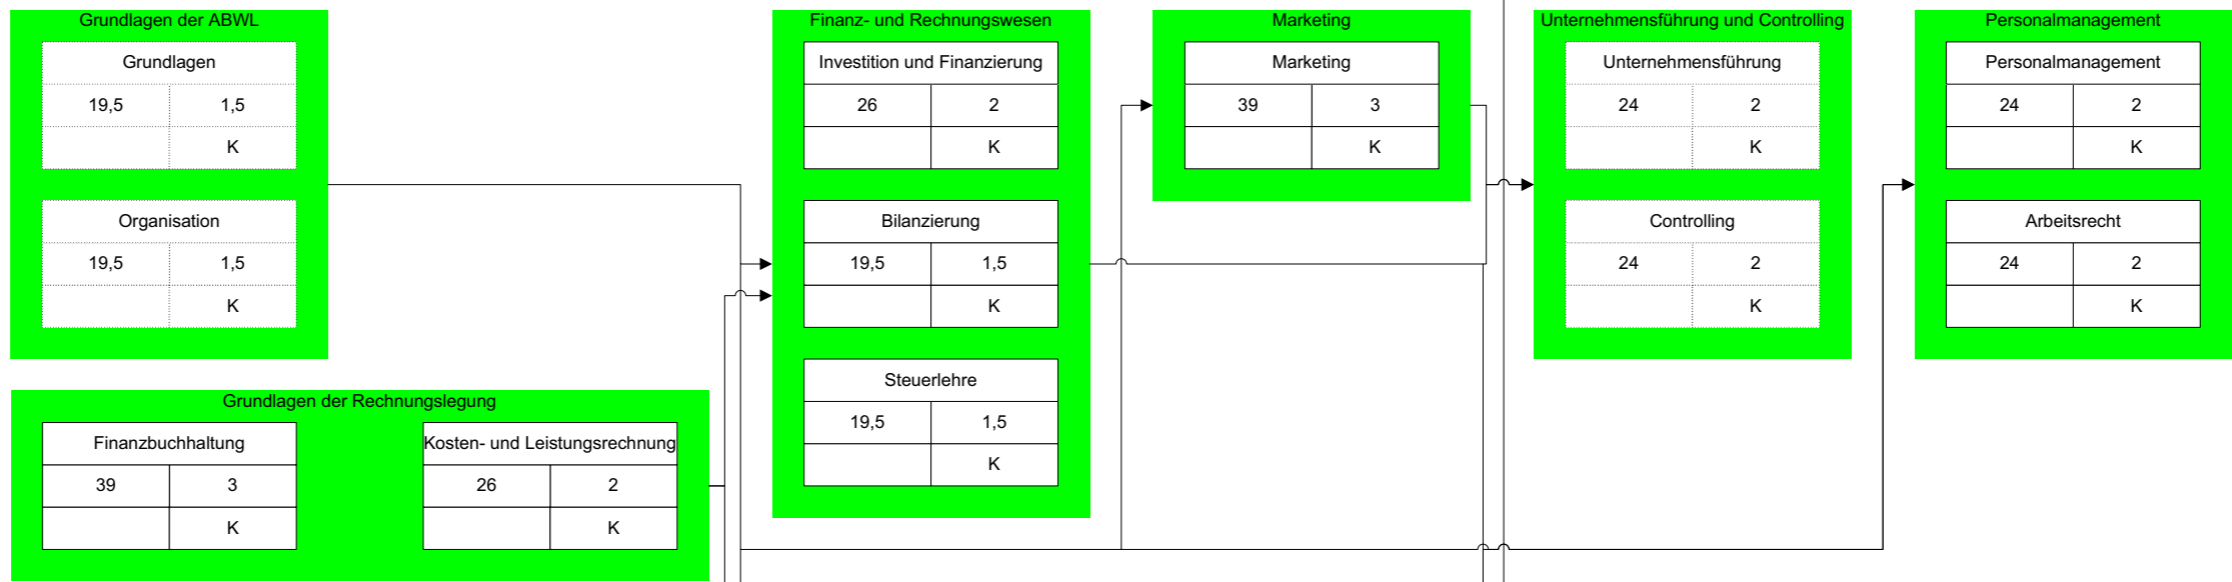 Grundlagen der ABWL
Grundlagen
19,5 1,5
K
Organisation
19,5 1,5
K
Grundlagen der Rechnungslegung
Finanzbuchhaltung
39 3
K
Kosten- und Leistungsrechnung
26 2
K
Finanz- und Rechnungswesen
Investition und Finanzierung
26 2
K
Bilanzierung
19,5 1,5
K
Steuerlehre
19,5 1,5
K
Marketing
Marketing
39 3
K
Unternehmensführung und Controlling
Unternehmensführung
24 2
K
Controlling
24 2
K
Personalmanagement
Personalmanagement
24 2
K
Arbeitsrecht
24 2
K